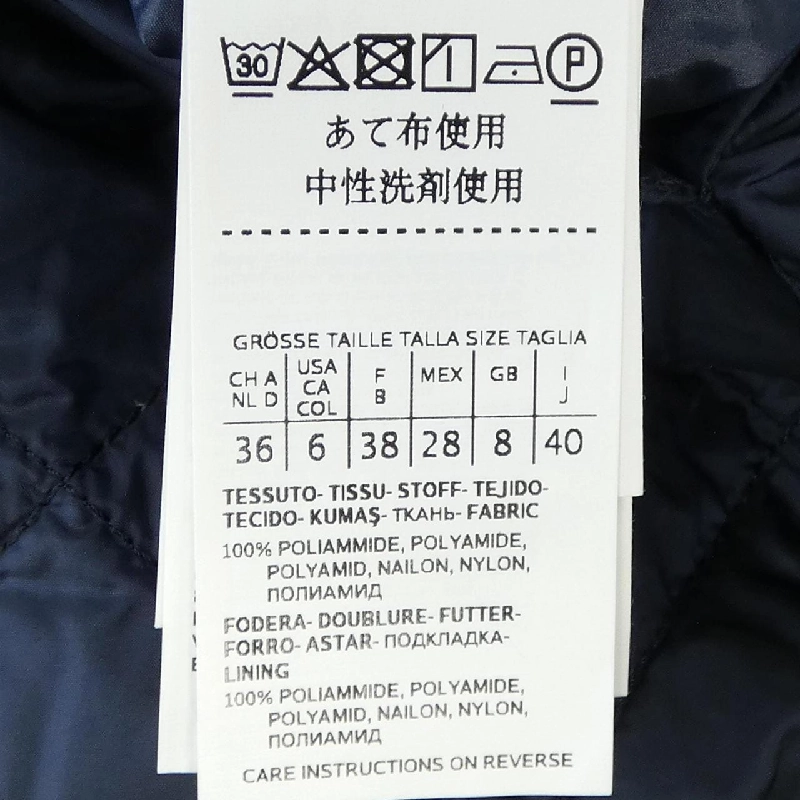 30 P
あて布使用
中性洗剤使用
GRÖSSE TAILLE TALLA SIZE TAGLIA
CH A NL D USA CA COL F B MEX GB I J
36 6 38 28 8 40
TESSUTO- TISSU- STOFF- TEJIDO-
TECIDO- KUMAŞ- ТКАНЬ- FABRIC
100% POLIAMMIDE, POLYAMIDE,
POLYAMID, NAILON, NYLON,
ПОЛИАМИД
FODERA- DOUBLURE- FUTTER-
FORRO- ASTAR- ПОДКЛАДКА-
LINING
100% POLIAMMIDE, POLYAMIDE,
POLYAMID, NAILON, NYLON,
ПОЛИАМИД
CARE INSTRUCTIONS ON REVERSE